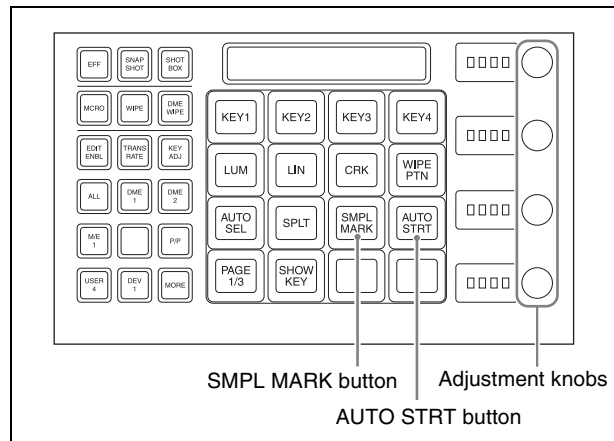 EFF
SNAP
SHOT
SHOT
BOX
MCRO
WIPE
DME
WIPE
EDIT
ENBL
TRANS
RATE
KEY
ADJ
ALL
DME
1
DME
2
M/E
1
P/P
USER
4
DEV
1
MORE
KEY1
KEY2
KEY3
KEY4
LUM
LIN
CRK
WIPE
PTN
AUTO
SEL
SPLT
SMPL
MARK
AUTO
STRT
PAGE
1/3
SHOW
KEY
SMPL MARK button
Adjustment knobs
AUTO STRT button